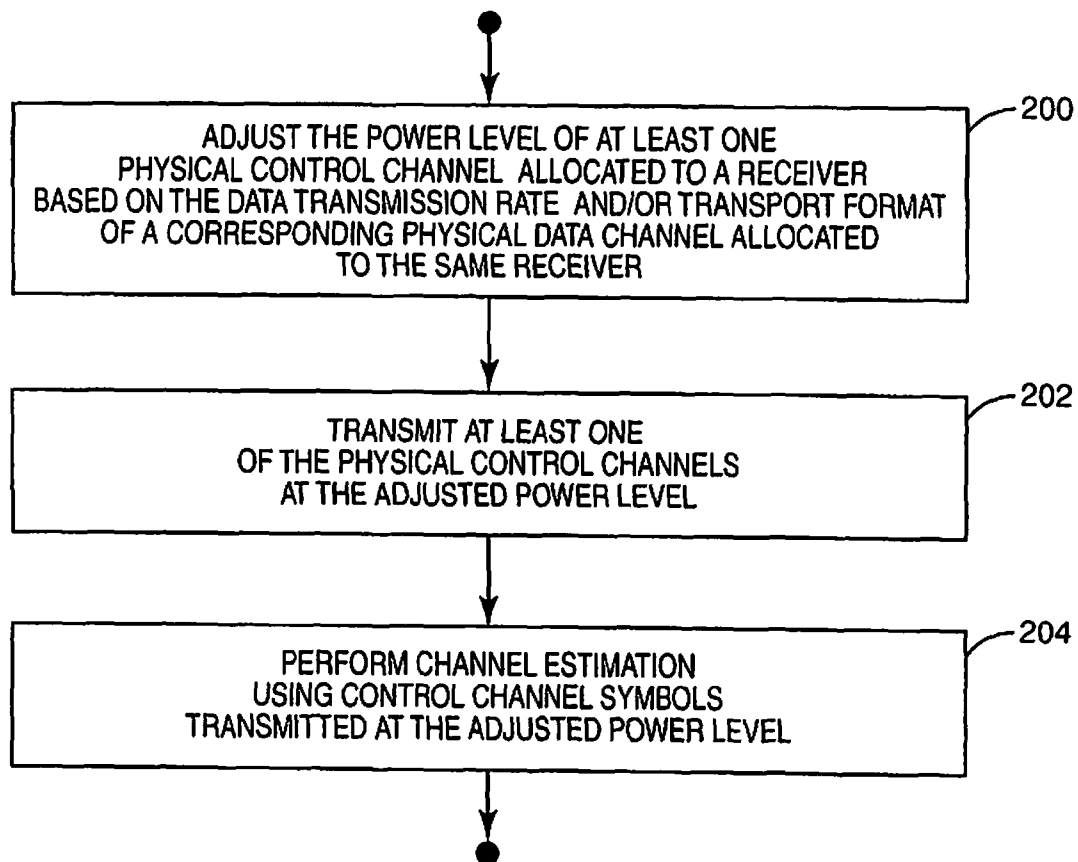 200
ADJUST THE POWER LEVEL OF AT LEAST ONE
PHYSICAL CONTROL CHANNEL ALLOCATED TO A RECEIVER
BASED ON THE DATA TRANSMISSION RATE AND/OR TRANSPORT FORMAT
OF A CORRESPONDING PHYSICAL DATA CHANNEL ALLOCATED
TO THE SAME RECEIVER
202
TRANSMIT AT LEAST ONE
OF THE PHYSICAL CONTROL CHANNELS
AT THE ADJUSTED POWER LEVEL
204
PERFORM CHANNEL ESTIMATION
USING CONTROL CHANNEL SYMBOLS
TRANSMITTED AT THE ADJUSTED POWER LEVEL